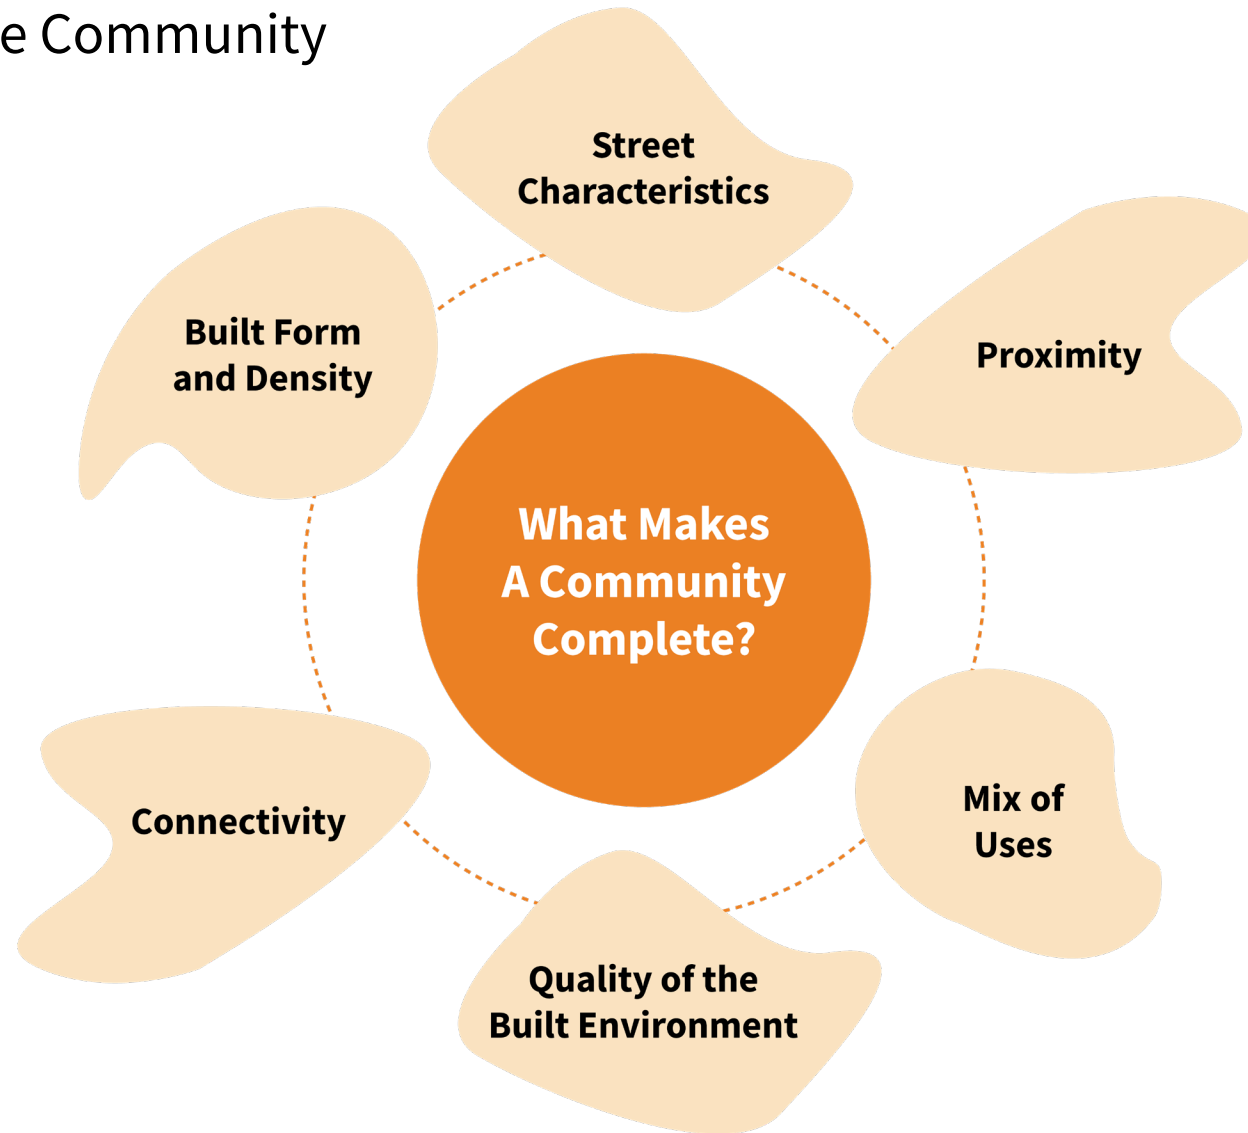 e Community
Street
Characteristics
Built Form
and Density
Proximity
What Makes
A Community
Complete?
Connectivity
Mix of
Uses
Quality of the
Built Environment